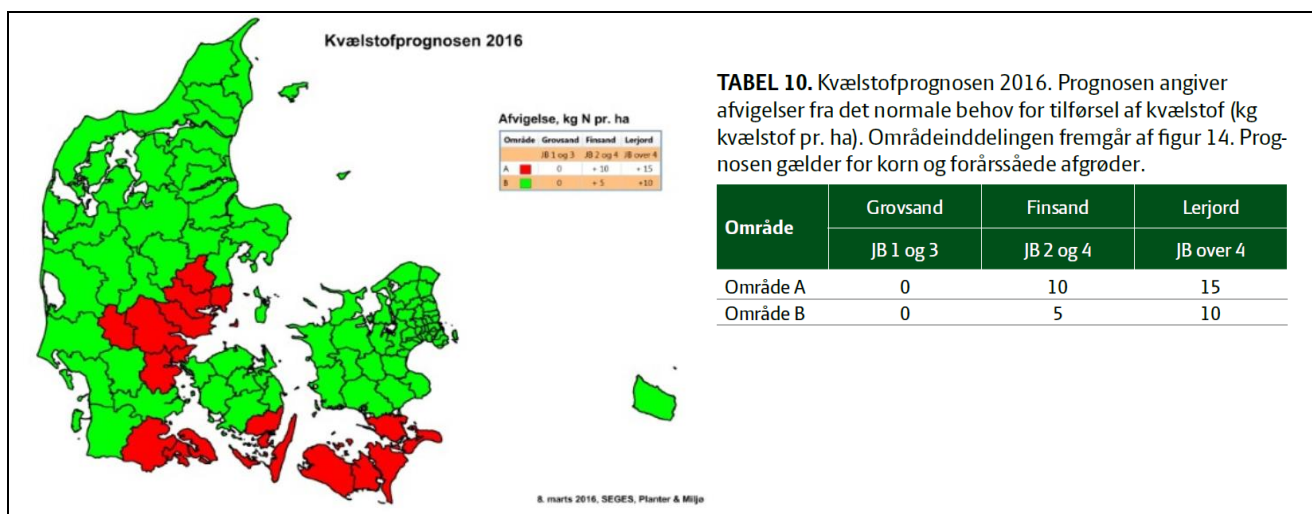 Kvælstofprognosen 2016
Afvigelse, kg N pr. ha
Område Grovsand Finsand Lerjord
JB 1 og 3 JB 2 og 4 JB over 4
A 0 + 10 + 15
B 0 + 5 +10
8. marts 2016, SEGES, Planter & Miljø
TABEL 10. Kvælstofprognosen 2016. Prognosen angiver
afvigelser fra det normale behov for tilførsel af kvælstof (kg
kvælstof pr. ha). Områdeinddelingen fremgår af figur 14. Prog-
nosen gælder for korn og forårssåede afgrøder.
Område Grovsand Finsand Lerjord
JB 1 og 3 JB 2 og 4 JB over 4
Område A 0 10 15
Område B 0 5 10